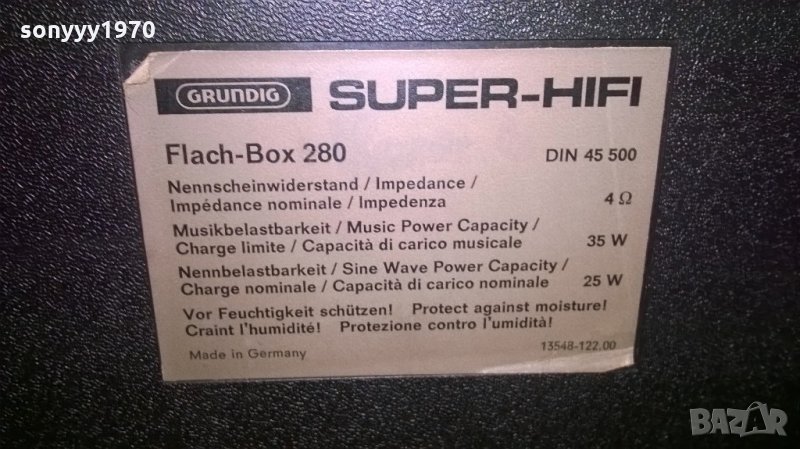 sonyyy1970
GRUNDIG SUPER-HIFI
Flach-Box 280 DIN 45 500
Nennscheinwiderstand / Impedance /
Impédance nominale / Impedenza 4 Ω
Musikbelastbarkeit / Music Power Capacity /
Charge limite / Capacità di carico musicale 35 W
Nennbelastbarkeit / Sine Wave Power Capacity /
Charge nominale / Capacità di carico nominale 25 W
Vor Feuchtigkeit schützen! Protect against moisture!
Craint l'humidité! Protezione contro l'umidità!
Made in Germany 13548-122.00
BAZAR